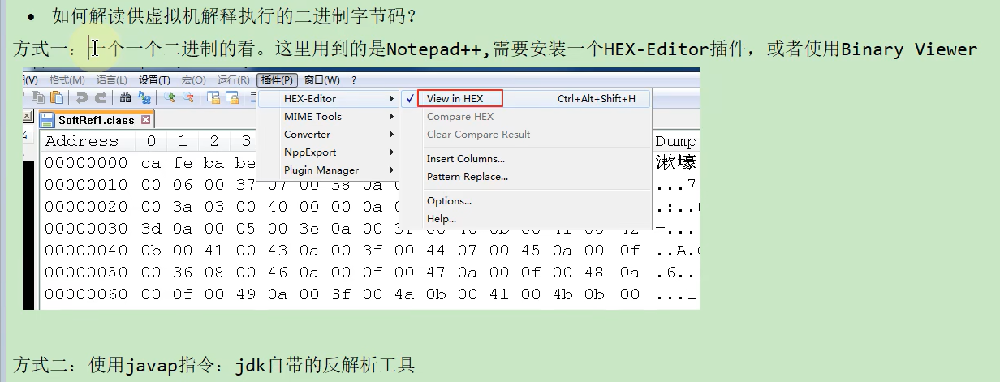 • 如何解读供虚拟机解释执行的二进制字节码？
方式一：一个一个二进制的看。这里用到的是Notepad++,需要安装一个HEX-Editor插件，或者使用Binary Viewer
(V) 格式(M) 语言(L) 设置(T) 宏(O) 运行(R) 插件(P) 窗口(W) ?
HEX-Editor
MIME Tools
Converter
NppExport
Plugin Manager
View in HEX Ctrl+Alt+Shift+H
Compare HEX
Clear Compare Result
Insert Columns...
Pattern Replace...
Options...
Help...
SoftRef1.class
Address 0 1 2 3 Dump
00000000 ca fe ba be 漱壕
00000010 00 06 00 37 07 00 38 0a ...7
00000020 00 3a 03 00 40 00 00 0a .:..
00000030 3d 0a 00 05 00 3e 0a 00 =...
00000040 0b 00 41 00 43 0a 00 3f 00 44 07 00 45 0a 00 0f ..A.
00000050 00 36 08 00 46 0a 00 0f 00 47 0a 00 0f 00 48 0a .6..
00000060 00 0f 00 49 0a 00 3f 00 4a 0b 00 41 00 4b 0b 00 ...I
方式二：使用javap指令：jdk自带的反解析工具